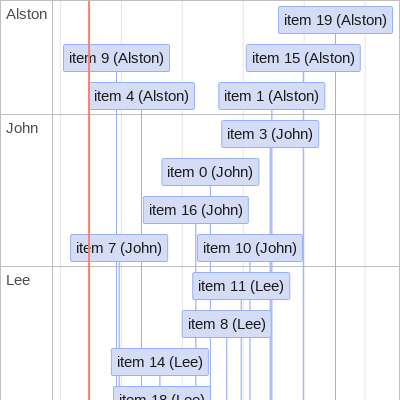 Alston
item 19 (Alston)
item 9 (Alston)
item 15 (Alston)
item 4 (Alston)
item 1 (Alston)
John
item 3 (John)
item 0 (John)
item 16 (John)
item 7 (John)
item 10 (John)
Lee
item 11 (Lee)
item 8 (Lee)
item 14 (Lee)
item 18 (Lee)